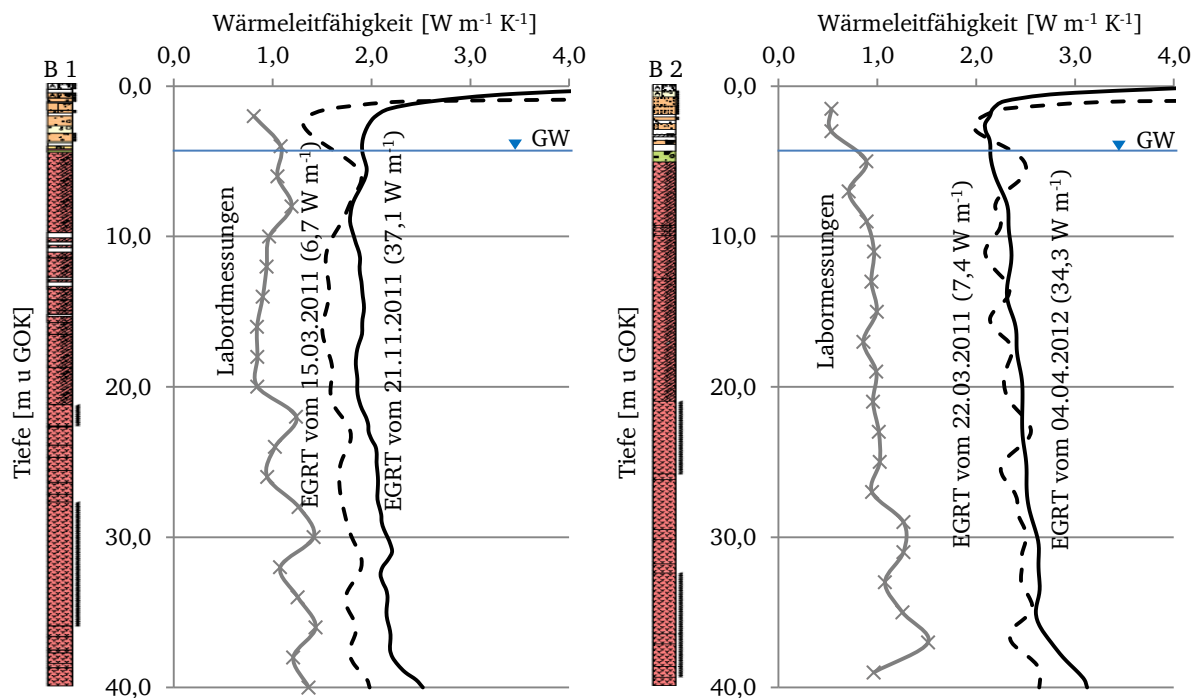 Wärmeleitfähigkeit [W m⁻¹ K⁻¹]
0,0 1,0 2,0 3,0 4,0
B 1
0,0
10,0
20,0
30,0
40,0
Tiefe [m u GOK]
GW
Labordmessungen
EGRT vom 15.03.2011 (6,7 W m⁻¹)
EGRT vom 21.11.2011 (37,1 W m⁻¹)
Wärmeleitfähigkeit [W m⁻¹ K⁻¹]
0,0 1,0 2,0 3,0 4,0
B 2
0,0
10,0
20,0
30,0
40,0
Tiefe [m u GOK]
GW
Labormessungen
EGRT vom 22.03.2011 (7,4 W m⁻¹)
EGRT vom 04.04.2012 (34,3 W m⁻¹)